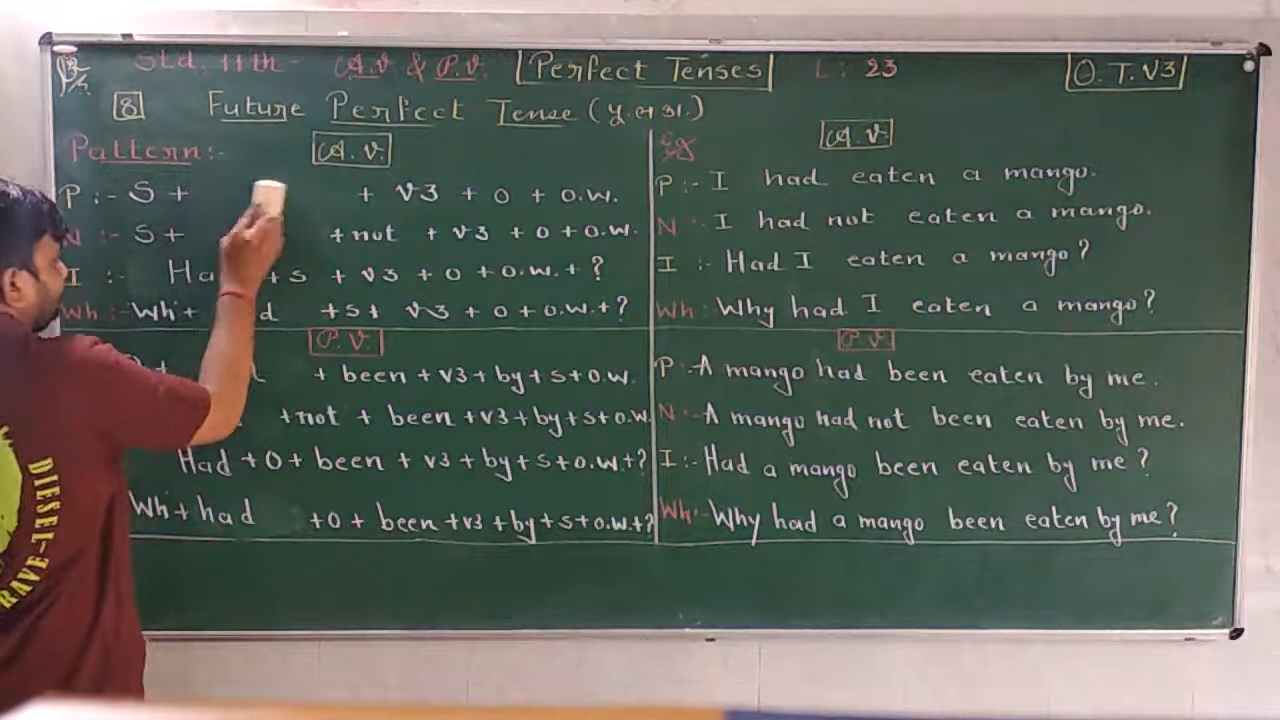 Std. 11th - A.V. & P.V. Perfect Tenses L: 23 O.T.V3
8 Future Perfect Tense (पू.भ.का.)
Pattern:- A.V.
P :- S + + V3 + O + O.W.
N :- S + + not + V3 + O + O.W.
I :- Ha + S + V3 + O + O.W. + ?
Wh :- Wh + d + S + V3 + O + O.W. + ?
P.V.
+ been + V3 + by + S + O.W.
+ not + been + V3 + by + S + O.W.
Had + O + been + V3 + by + S + O.W + ?
Wh + had + O + been + V3 + by + S + O.W. + ?
Ex A.V.
P :- I had eaten a mango.
N :- I had not eaten a mango.
I :- Had I eaten a mango?
Wh : Why had I eaten a mango?
P.V.
P :- A mango had been eaten by me.
N :- A mango had not been eaten by me.
I :- Had a mango been eaten by me?
Wh :- Why had a mango been eaten by me?
DIESEL-
RAVE